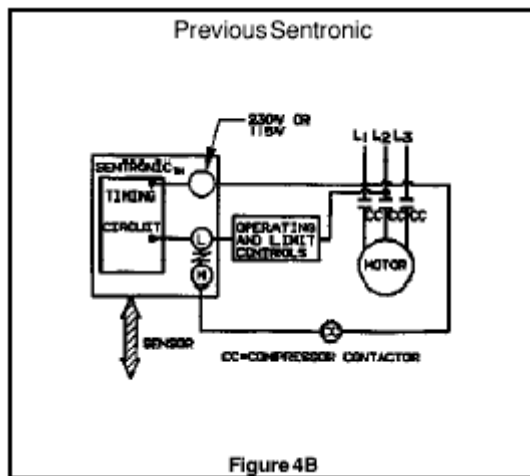 Previous Sentronic
230V OR
115V
L1 L2 L3
SENTRONIC TM
TIMING
CIRCUIT
L
M
OPERATING
AND LIMIT
CONTROLS
CC CC CC
MOTOR
SENSOR
CC
CC=COMPRESSOR CONTACTOR
Figure 4B